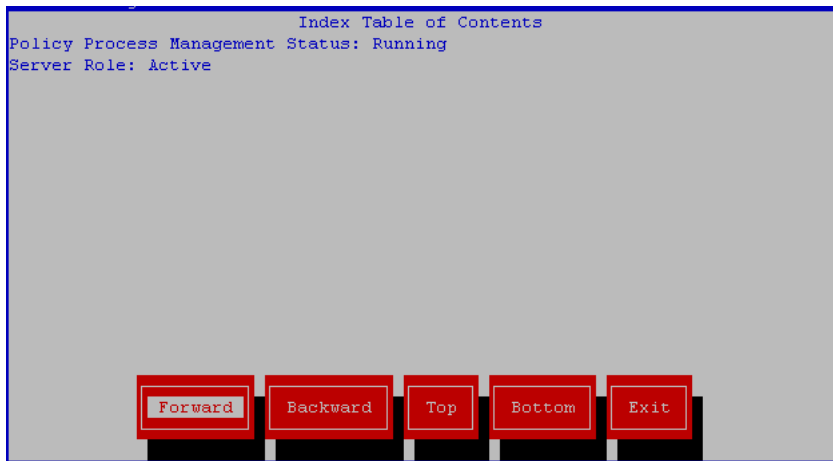 Index Table of Contents
Policy Process Management Status: Running
Server Role: Active
Forward
Backward
Top
Bottom
Exit